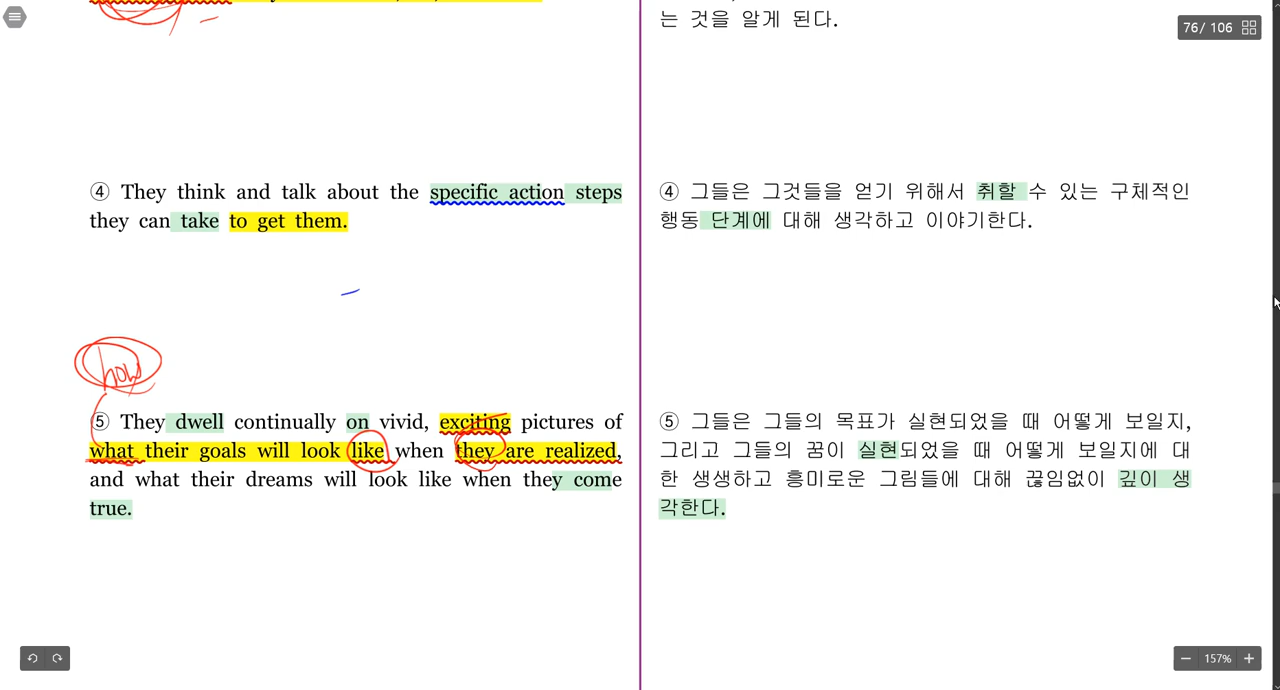 는 것을 알게 된다.
76/ 106
④ They think and talk about the specific action steps
they can take to get them.
④ 그들은 그것들을 얻기 위해서 취할 수 있는 구체적인
행동 단계에 대해 생각하고 이야기한다.
how
⑤ They dwell continually on vivid, exciting pictures of
what their goals will look like when they are realized,
and what their dreams will look like when they come
true.
⑤ 그들은 그들의 목표가 실현되었을 때 어떻게 보일지,
그리고 그들의 꿈이 실현되었을 때 어떻게 보일지에 대
한 생생하고 흥미로운 그림들에 대해 끊임없이 깊이 생
각한다.
157%